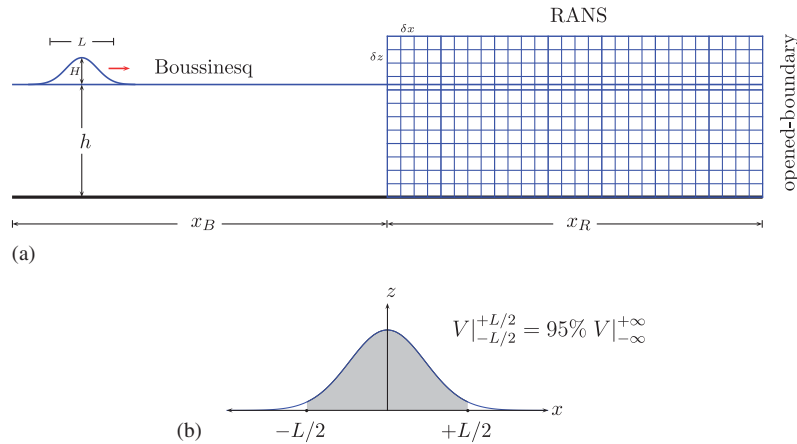 RANS
δx
L
δz
H
Boussinesq
h
opened-boundary
x_B
x_R
(a)
z
V|_{-L/2}^{+L/2} = 95% V|_{-∞}^{+∞}
x
(b)
−L/2
+L/2